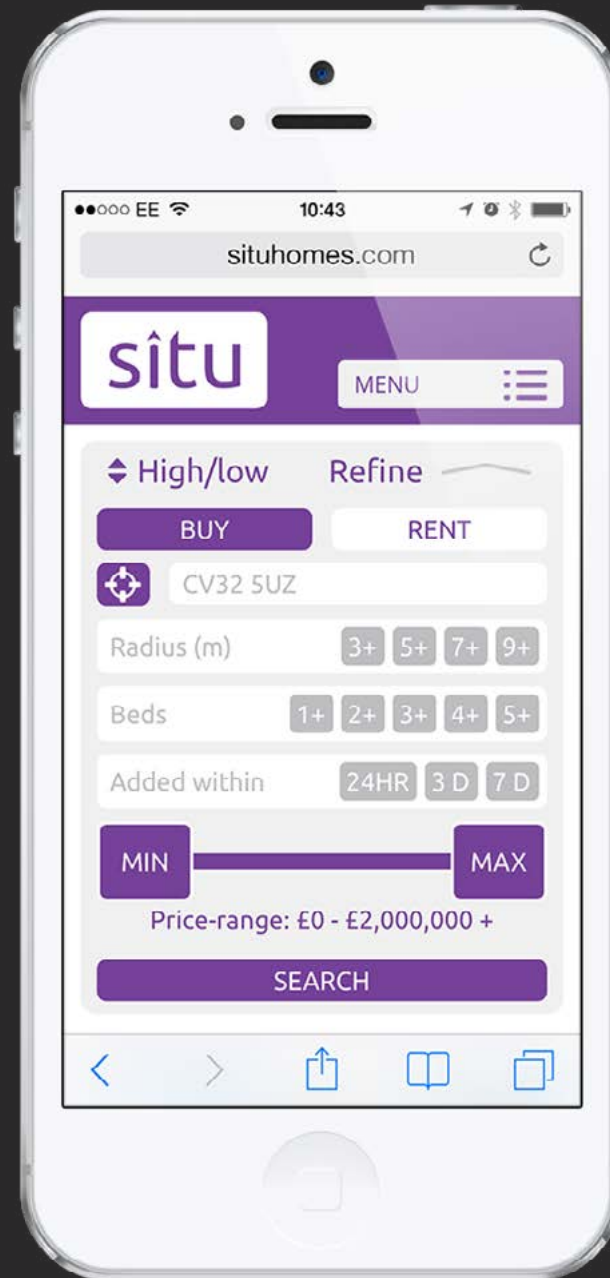 EE 10:43
situhomes.com
sîtu
MENU
High/low Refine
BUY RENT
CV32 5UZ
Radius (m) 3+ 5+ 7+ 9+
Beds 1+ 2+ 3+ 4+ 5+
Added within 24HR 3 D 7 D
MIN MAX
Price-range: £0 - £2,000,000 +
SEARCH